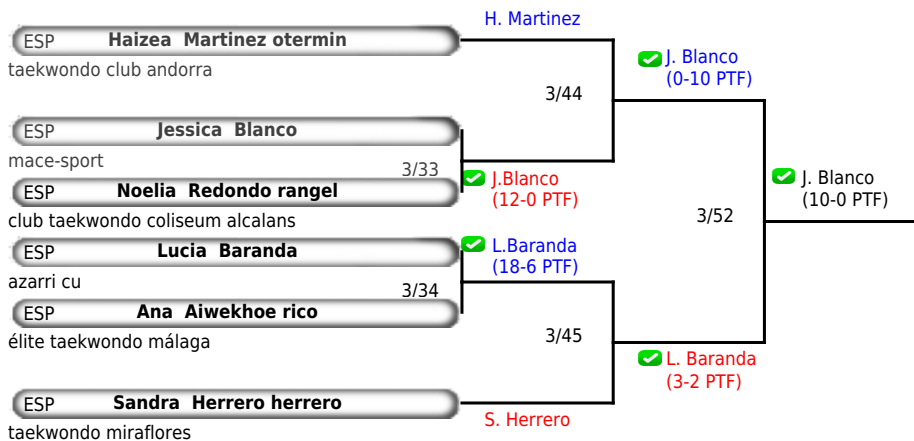 H. Martinez
ESP Haizea Martinez otermin
taekwondo club andorra
J. Blanco
(0-10 PTF)
3/44
ESP Jessica Blanco
mace-sport
3/33
J.Blanco
(12-0 PTF)
ESP Noelia Redondo rangel
club taekwondo coliseum alcalans
J. Blanco
(10-0 PTF)
3/52
ESP Lucia Baranda
azarri cu
L.Baranda
(18-6 PTF)
3/34
ESP Ana Aiwekhoe rico
élite taekwondo málaga
3/45
L. Baranda
(3-2 PTF)
ESP Sandra Herrero herrero
taekwondo miraflores
S. Herrero